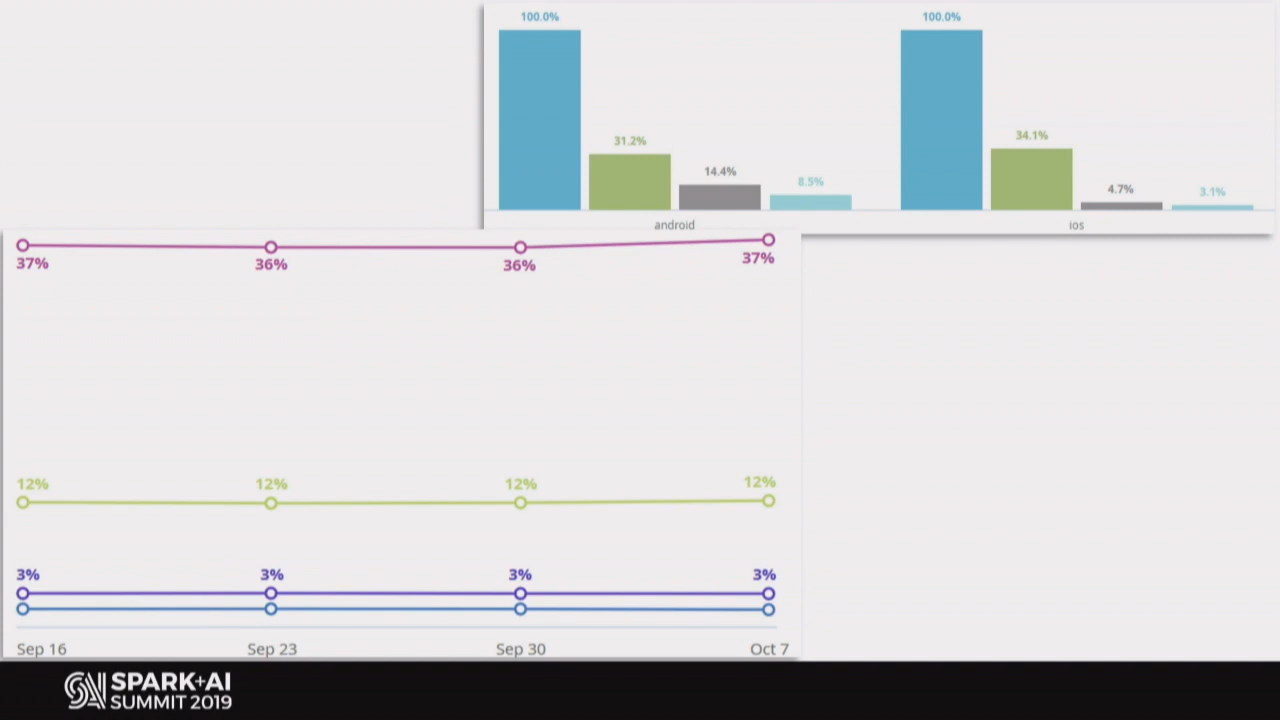 100.0%
31.2%
14.4%
8.5%
android
100.0%
34.1%
4.7%
3.1%
ios
37%
36%
36%
37%
12%
12%
12%
12%
3%
3%
3%
3%
Sep 16
Sep 23
Sep 30
Oct 7
SPARK+AI
SUMMIT 2019